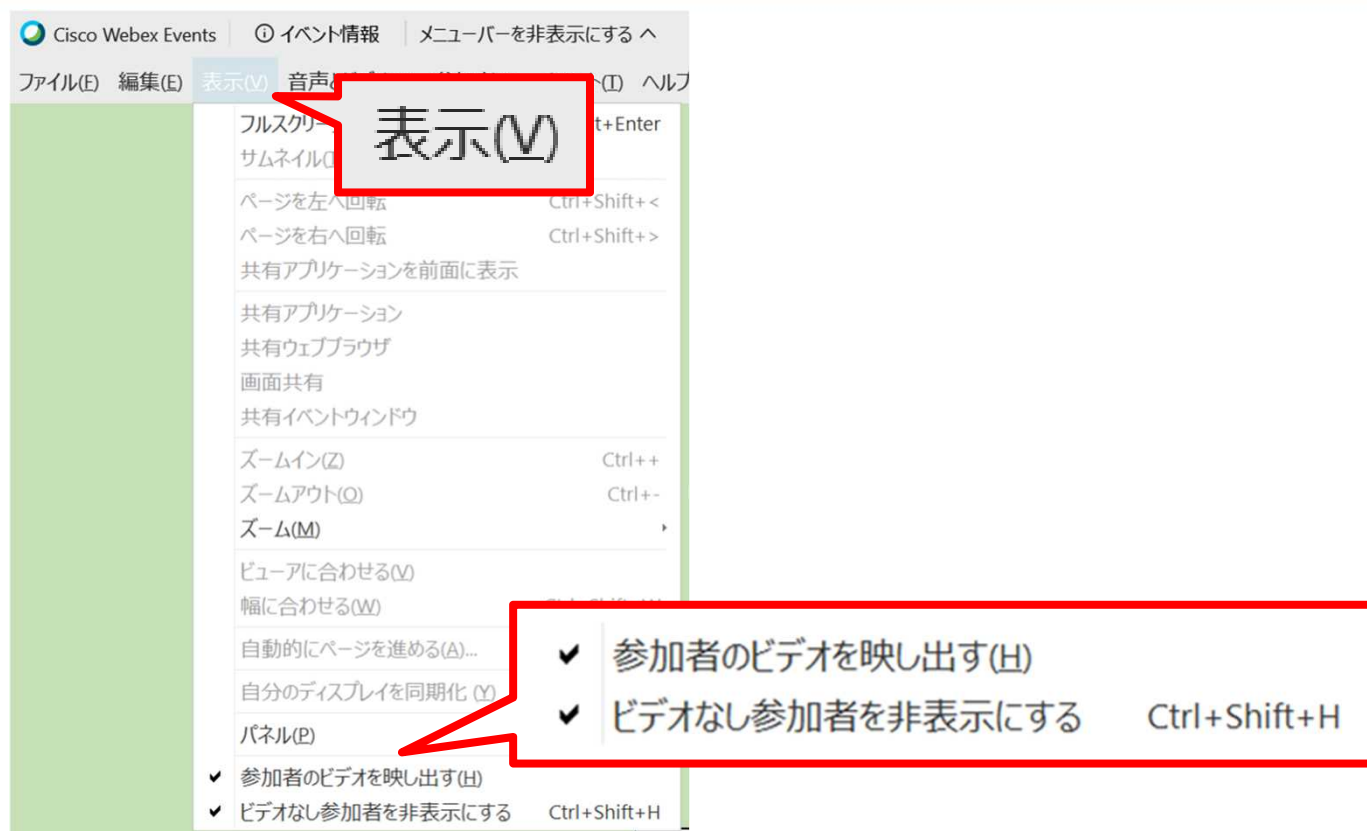 Cisco Webex Events ⓘ イベント情報 メニューバーを非表示にする ヘ
ファイル(F) 編集(E) 表示(V) 音声 (T) ヘルプ
表示(V)
フルスクリー t+Enter
サムネイル
ページを左へ回転 Ctrl+Shift+<
ページを右へ回転 Ctrl+Shift+>
共有アプリケーションを前面に表示
共有アプリケーション
共有ウェブブラウザ
画面共有
共有イベントウィンドウ
ズームイン(Z) Ctrl++
ズームアウト(O) Ctrl+-
ズーム(M)
ビューアに合わせる(V)
幅に合わせる(W)
自動的にページを進める(A)...
自分のディスプレイを同期化 (Y)
パネル(P)
✔ 参加者のビデオを映し出す(H)
✔ ビデオなし参加者を非表示にする Ctrl+Shift+H
✔ 参加者のビデオを映し出す(H)
✔ ビデオなし参加者を非表示にする Ctrl+Shift+H